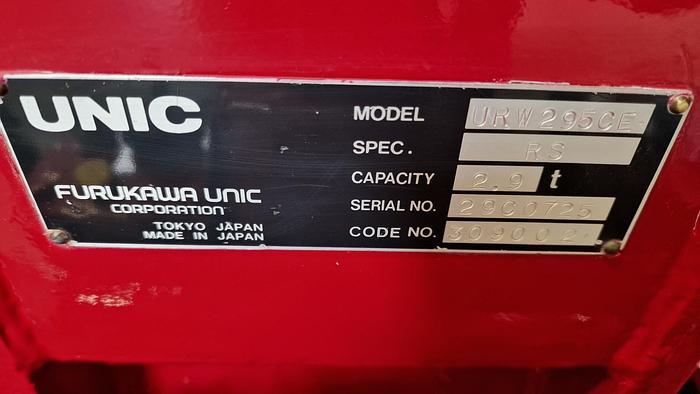 UNIC
FURUKAWA UNIC
CORPORATION
TOKYO JAPAN
MADE IN JAPAN
MODEL URW295CE
SPEC. RS
CAPACITY 2.9 t
SERIAL NO. 29C0725
CODE NO. 309002